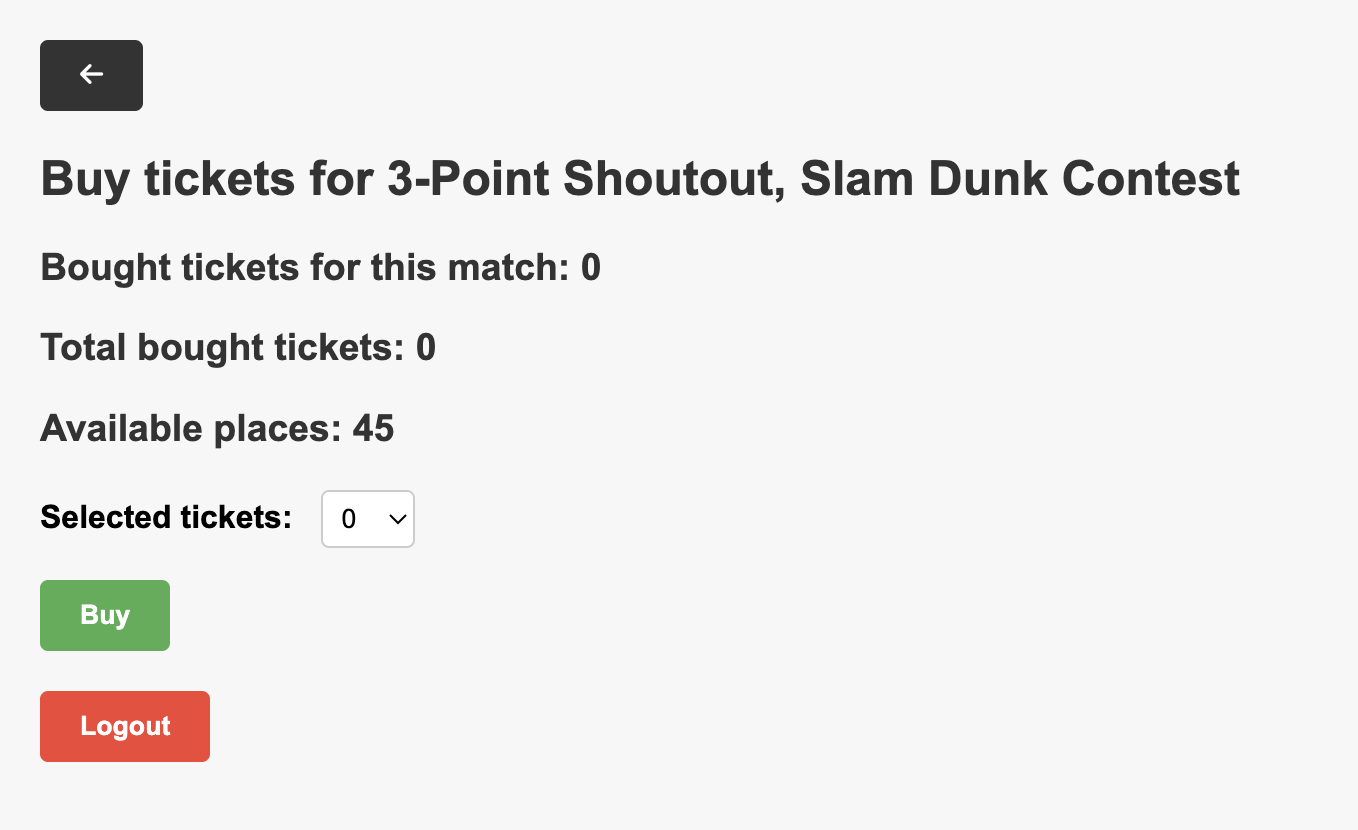 Buy tickets for 3-Point Shoutout, Slam Dunk Contest
Bought tickets for this match: 0
Total bought tickets: 0
Available places: 45
Selected tickets: 0
Buy
Logout